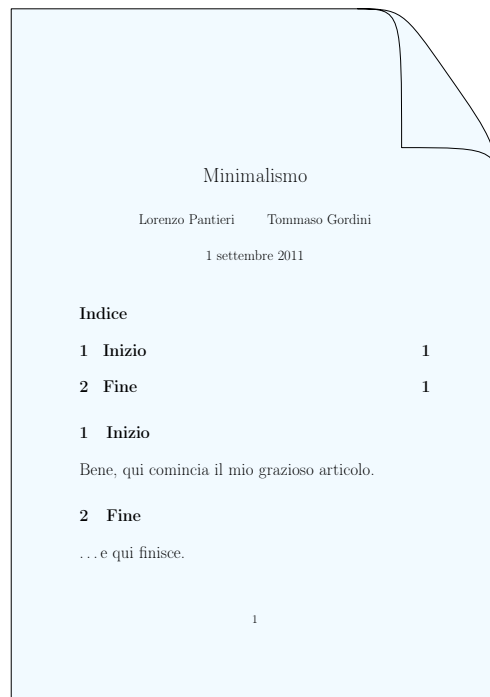 Minimalismo
Lorenzo Pantieri Tommaso Gordini
1 settembre 2011
Indice
1 Inizio 1
2 Fine 1
1 Inizio
Bene, qui comincia il mio grazioso articolo.
2 Fine
...e qui finisce.
1